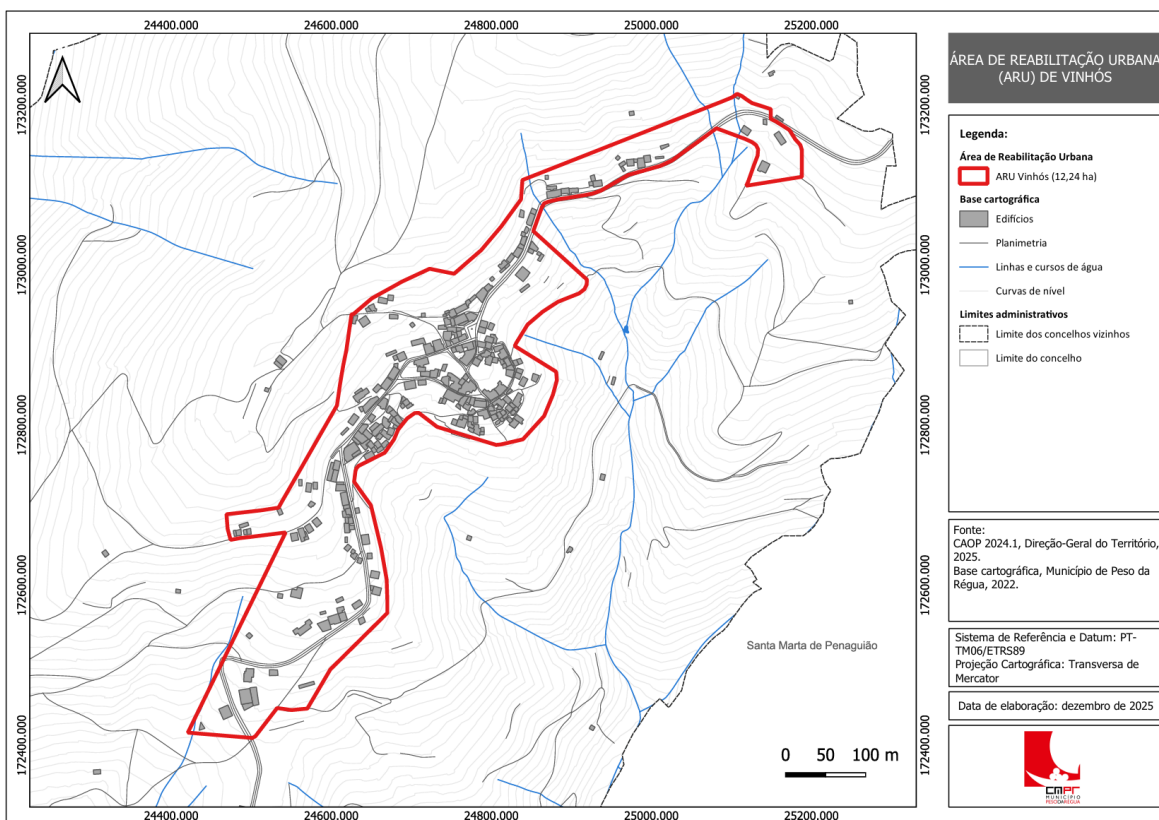 24400.000 24600.000 24800.000 25000.000 25200.000
173200.000 173200.000
173000.000 173000.000
172800.000 172800.000
172600.000 172600.000
172400.000 172400.000
Santa Marta de Penaguião
0 50 100 m
24400.000 24600.000 24800.000 25000.000 25200.000
ÁREA DE REABILITAÇÃO URBANA
(ARU) DE VINHÓS
Legenda:
Área de Reabilitação Urbana
ARU Vinhós (12,24 ha)
Base cartográfica
Edifícios
Planimetria
Linhas e cursos de água
Curvas de nível
Limites administrativos
Limite dos concelhos vizinhos
Limite do concelho
Fonte:
CAOP 2024.1, Direção-Geral do Território,
2025.
Base cartográfica, Município de Peso da
Régua, 2022.
Sistema de Referência e Datum: PT-
TM06/ETRS89
Projeção Cartográfica: Transversa de
Mercator
Data de elaboração: dezembro de 2025
CMPR
MUNICÍPIO
PESO DA RÉGUA